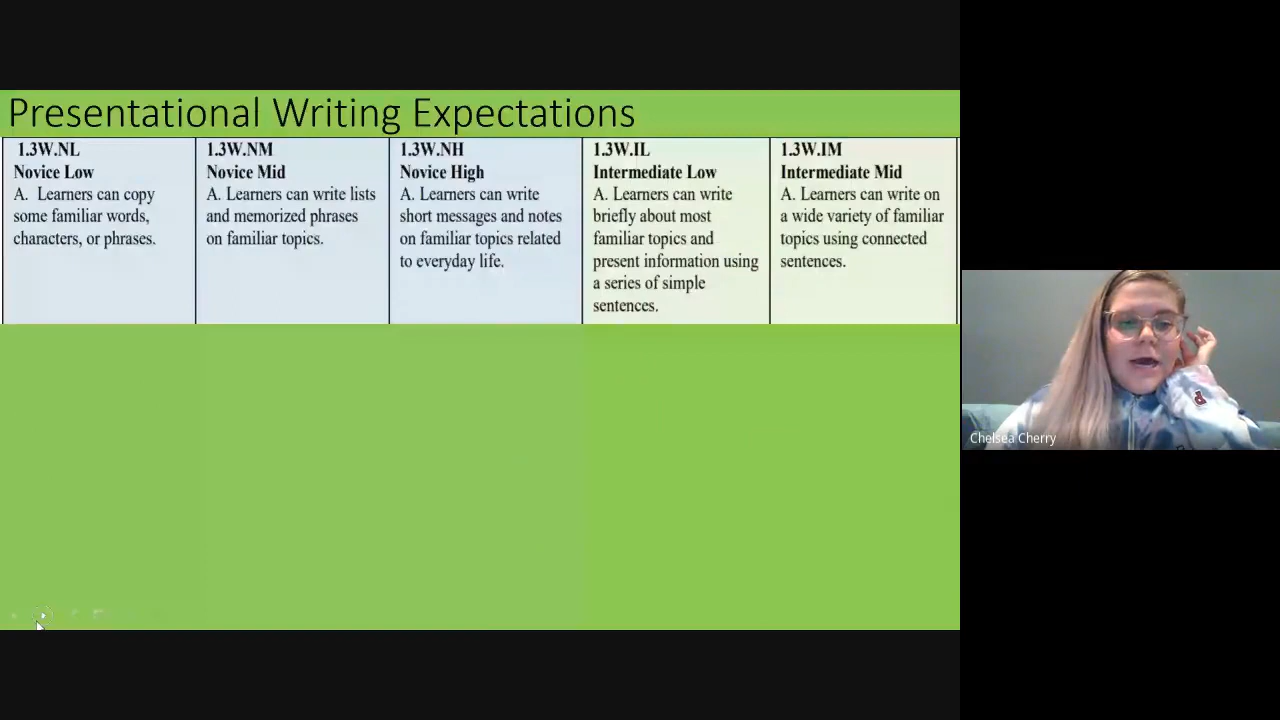 Presentational Writing Expectations
1.3W.NL
Novice Low
A. Learners can copy
some familiar words,
characters, or phrases.
1.3W.NM
Novice Mid
A. Learners can write lists
and memorized phrases
on familiar topics.
1.3W.NH
Novice High
A. Learners can write
short messages and notes
on familiar topics related
to everyday life.
1.3W.IL
Intermediate Low
A. Learners can write
briefly about most
familiar topics and
present information using
a series of simple
sentences.
1.3W.IM
Intermediate Mid
A. Learners can write on
a wide variety of familiar
topics using connected
sentences.
P
Chelsea Cherry